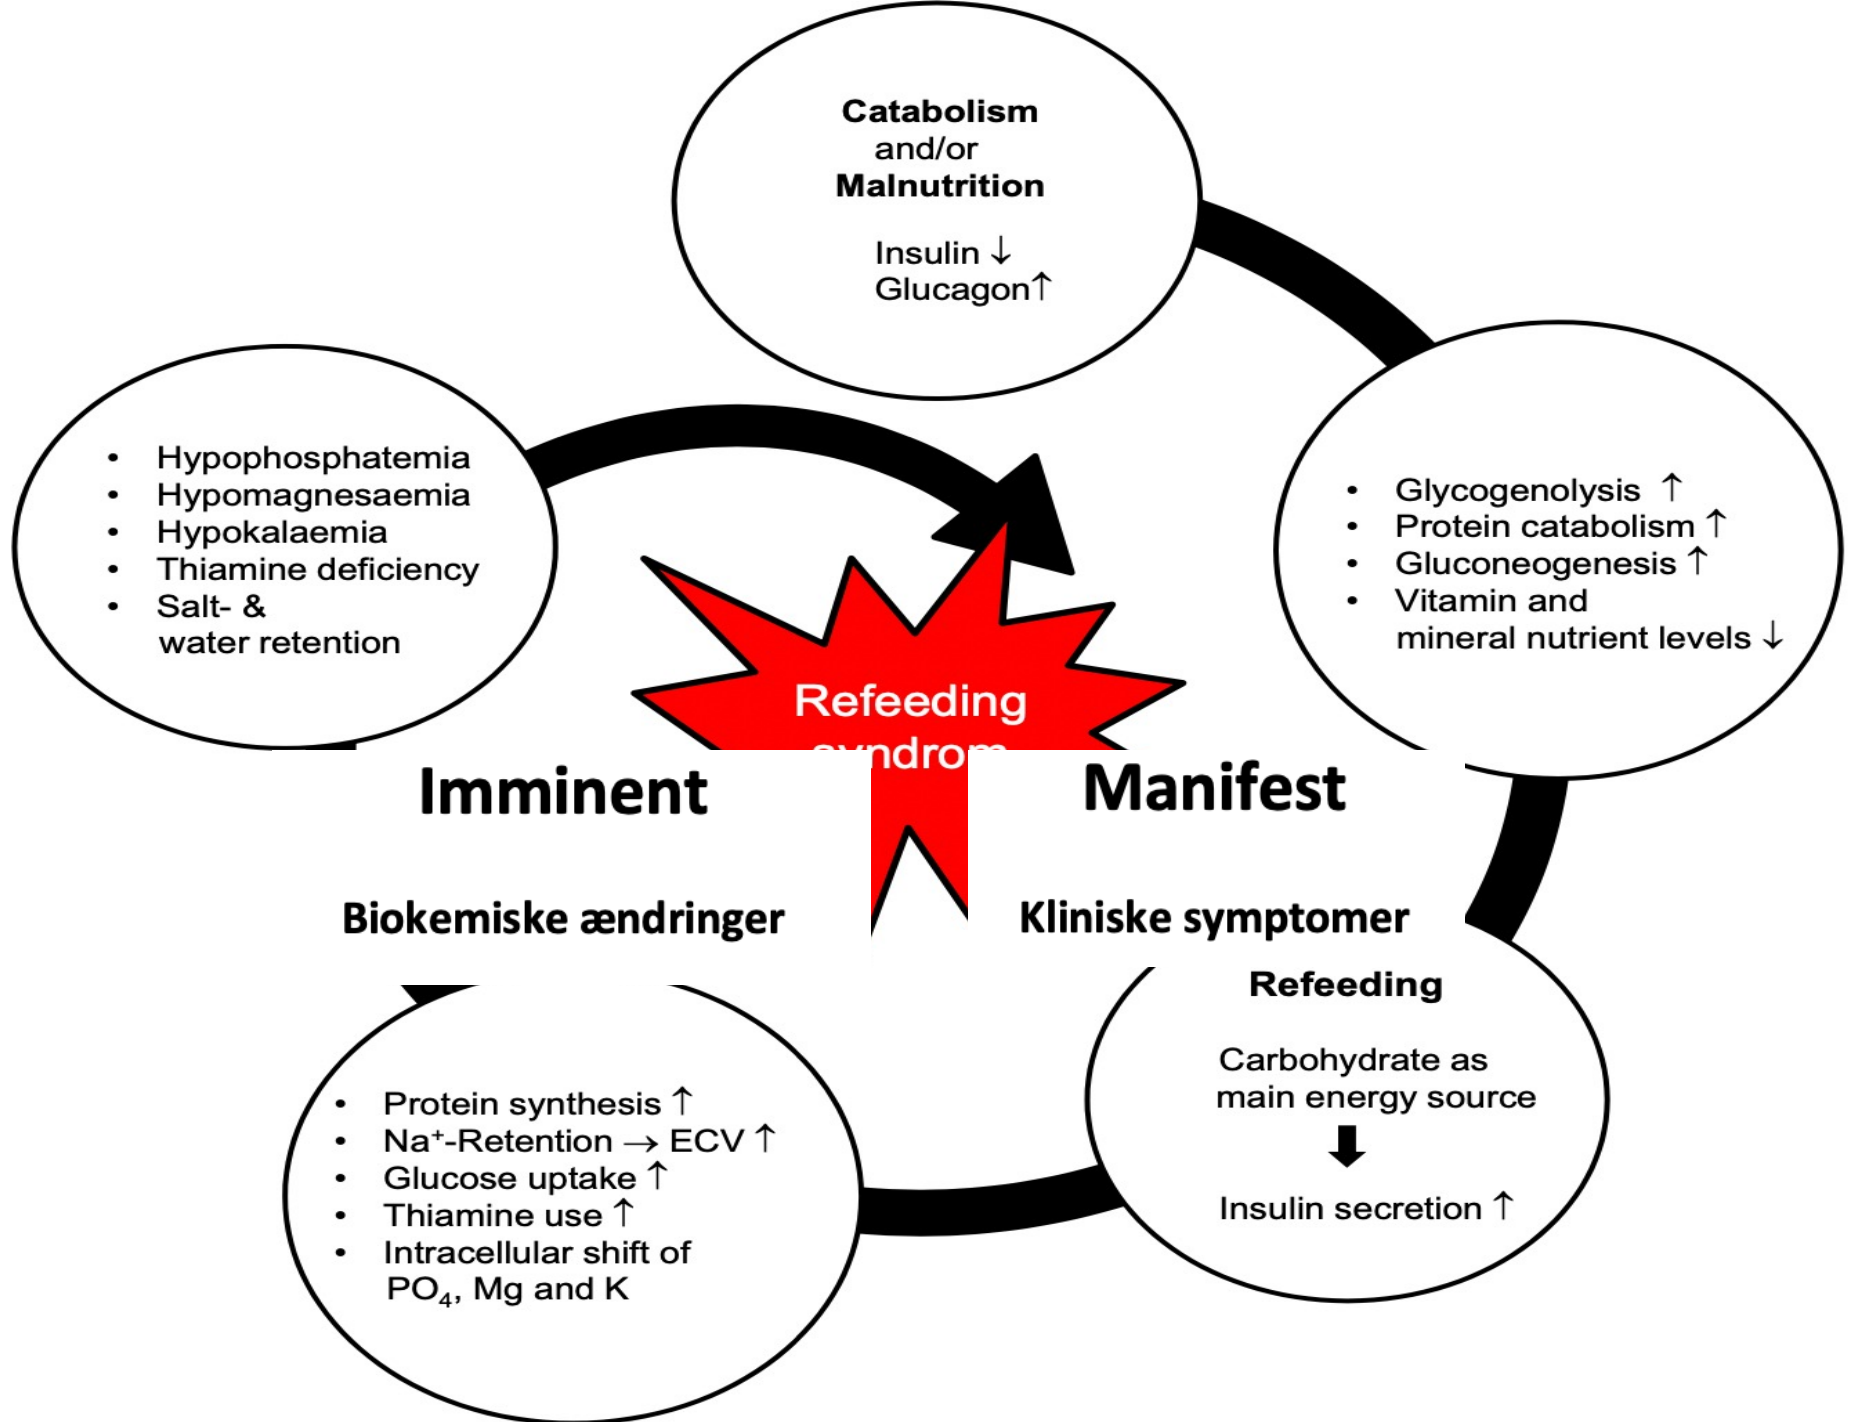 Catabolism
and/or
Malnutrition
Insulin ↓
Glucagon↑
• Glycogenolysis ↑
• Protein catabolism ↑
• Gluconeogenesis ↑
• Vitamin and
mineral nutrient levels ↓
Refeeding
Carbohydrate as
main energy source
Insulin secretion ↑
• Protein synthesis ↑
• Na⁺-Retention → ECV ↑
• Glucose uptake ↑
• Thiamine use ↑
• Intracellular shift of
PO₄, Mg and K
• Hypophosphatemia
• Hypomagnesaemia
• Hypokalaemia
• Thiamine deficiency
• Salt- &
water retention
Refeeding
syndrom
Imminent
Biokemiske ændringer
Manifest
Kliniske symptomer